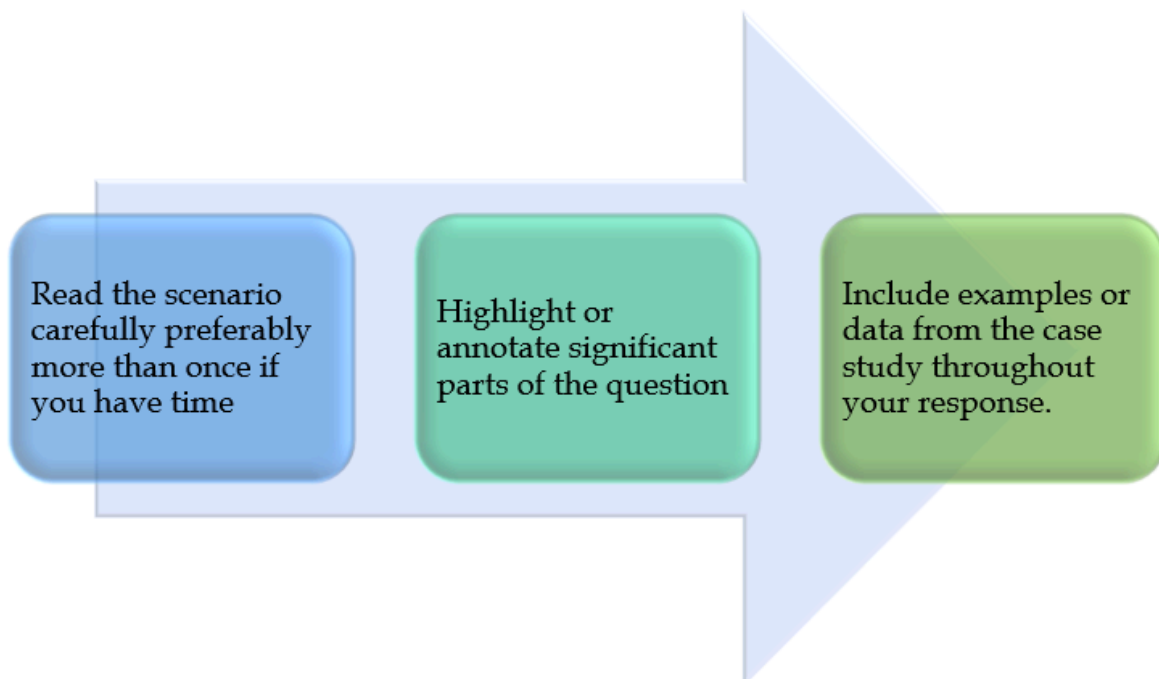 Read the scenario
carefully preferably
more than once if
you have time
Highlight or
annotate significant
parts of the question
Include examples or
data from the case
study throughout
your response.